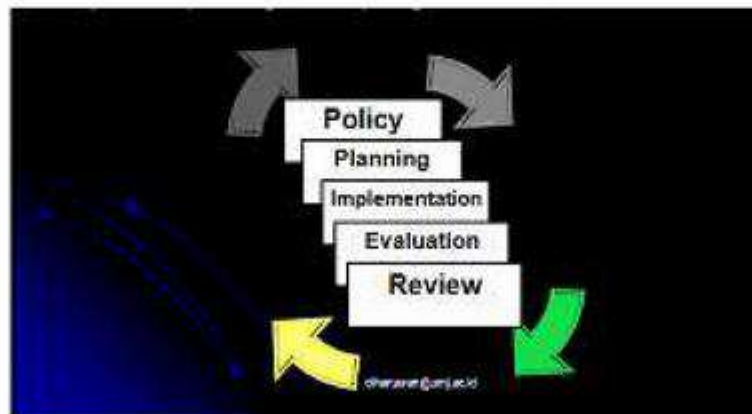 Policy
Planning
Implementation
Evaluation
Review